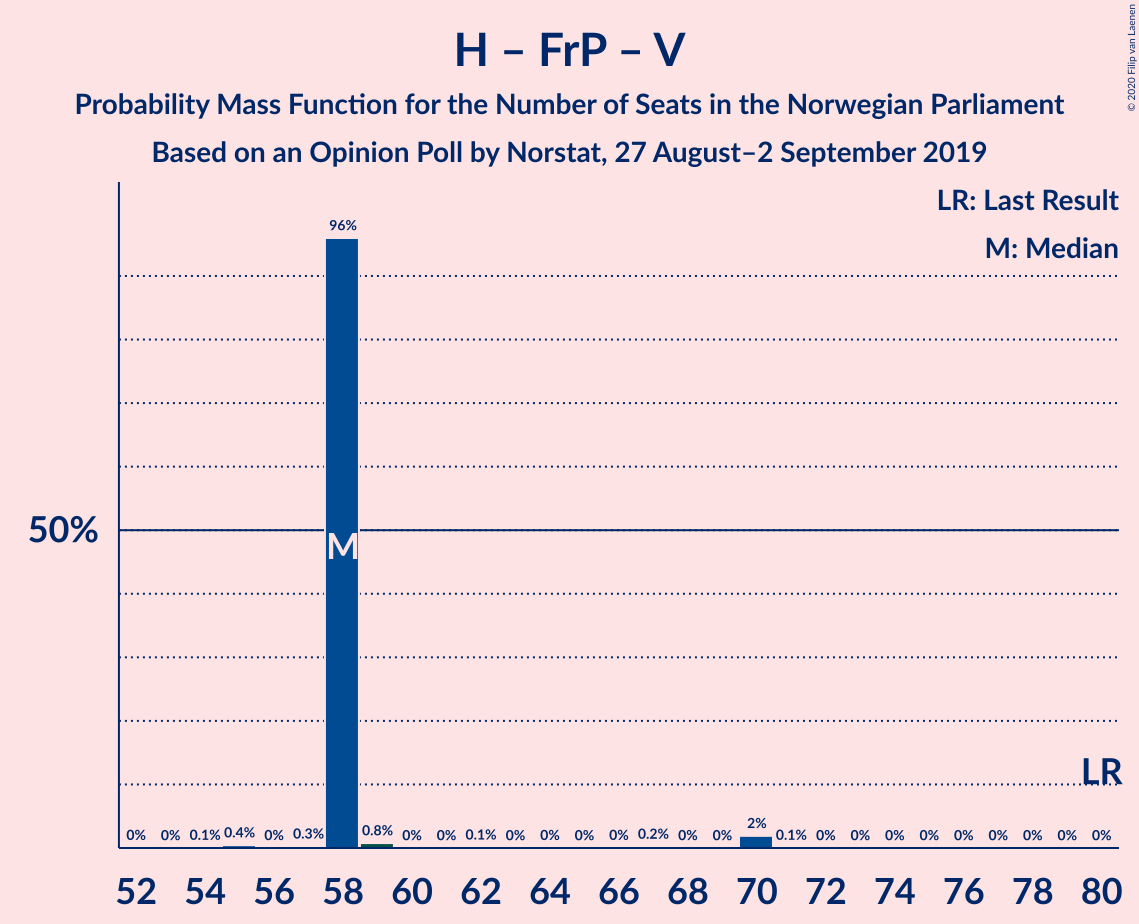 H – FrP – V
Probability Mass Function for the Number of Seats in the Norwegian Parliament
Based on an Opinion Poll by Norstat, 27 August–2 September 2019
© 2020 Filip van Laenen
LR: Last Result
M: Median
96%
50%
M
LR
0% 0% 0.1% 0.4% 0% 0.3% 0.8% 0% 0% 0.1% 0% 0% 0% 0% 0.2% 0% 0% 2% 0.1% 0% 0% 0% 0% 0% 0% 0% 0% 0%
52 54 56 58 60 62 64 66 68 70 72 74 76 78 80